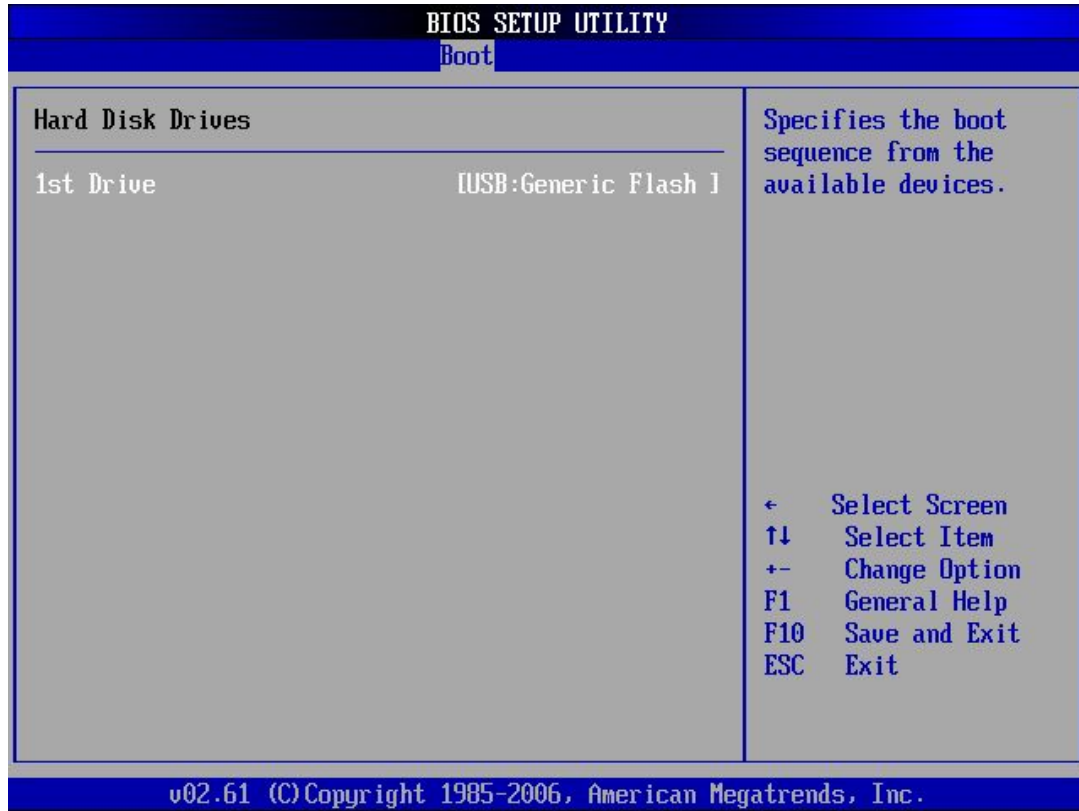 BIOS SETUP UTILITY
Boot
Hard Disk Drives
1st Drive [USB:Generic Flash ]
Specifies the boot
sequence from the
available devices.
← Select Screen
↑↓ Select Item
+- Change Option
F1 General Help
F10 Save and Exit
ESC Exit
v02.61 (C)Copyright 1985-2006, American Megatrends, Inc.